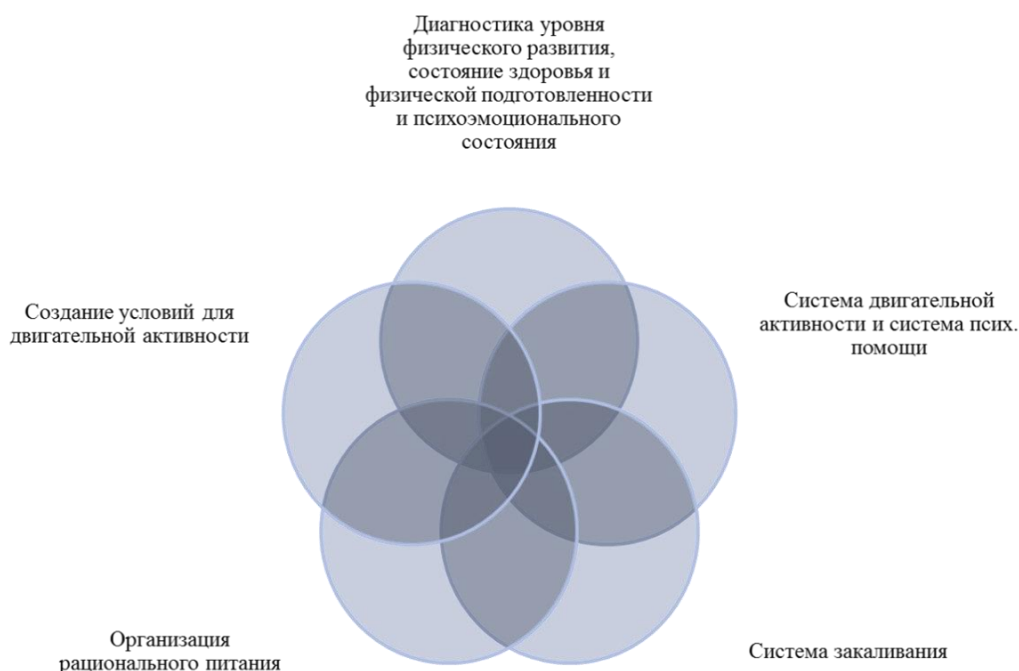 Диагностика уровня
физического развития,
состояние здоровья и
физической подготовленности
и психоэмоционального
состояния
Создание условий для
двигательной активности
Система двигательной
активности и система псих.
помощи
Организация
рационального питания
Система закаливания